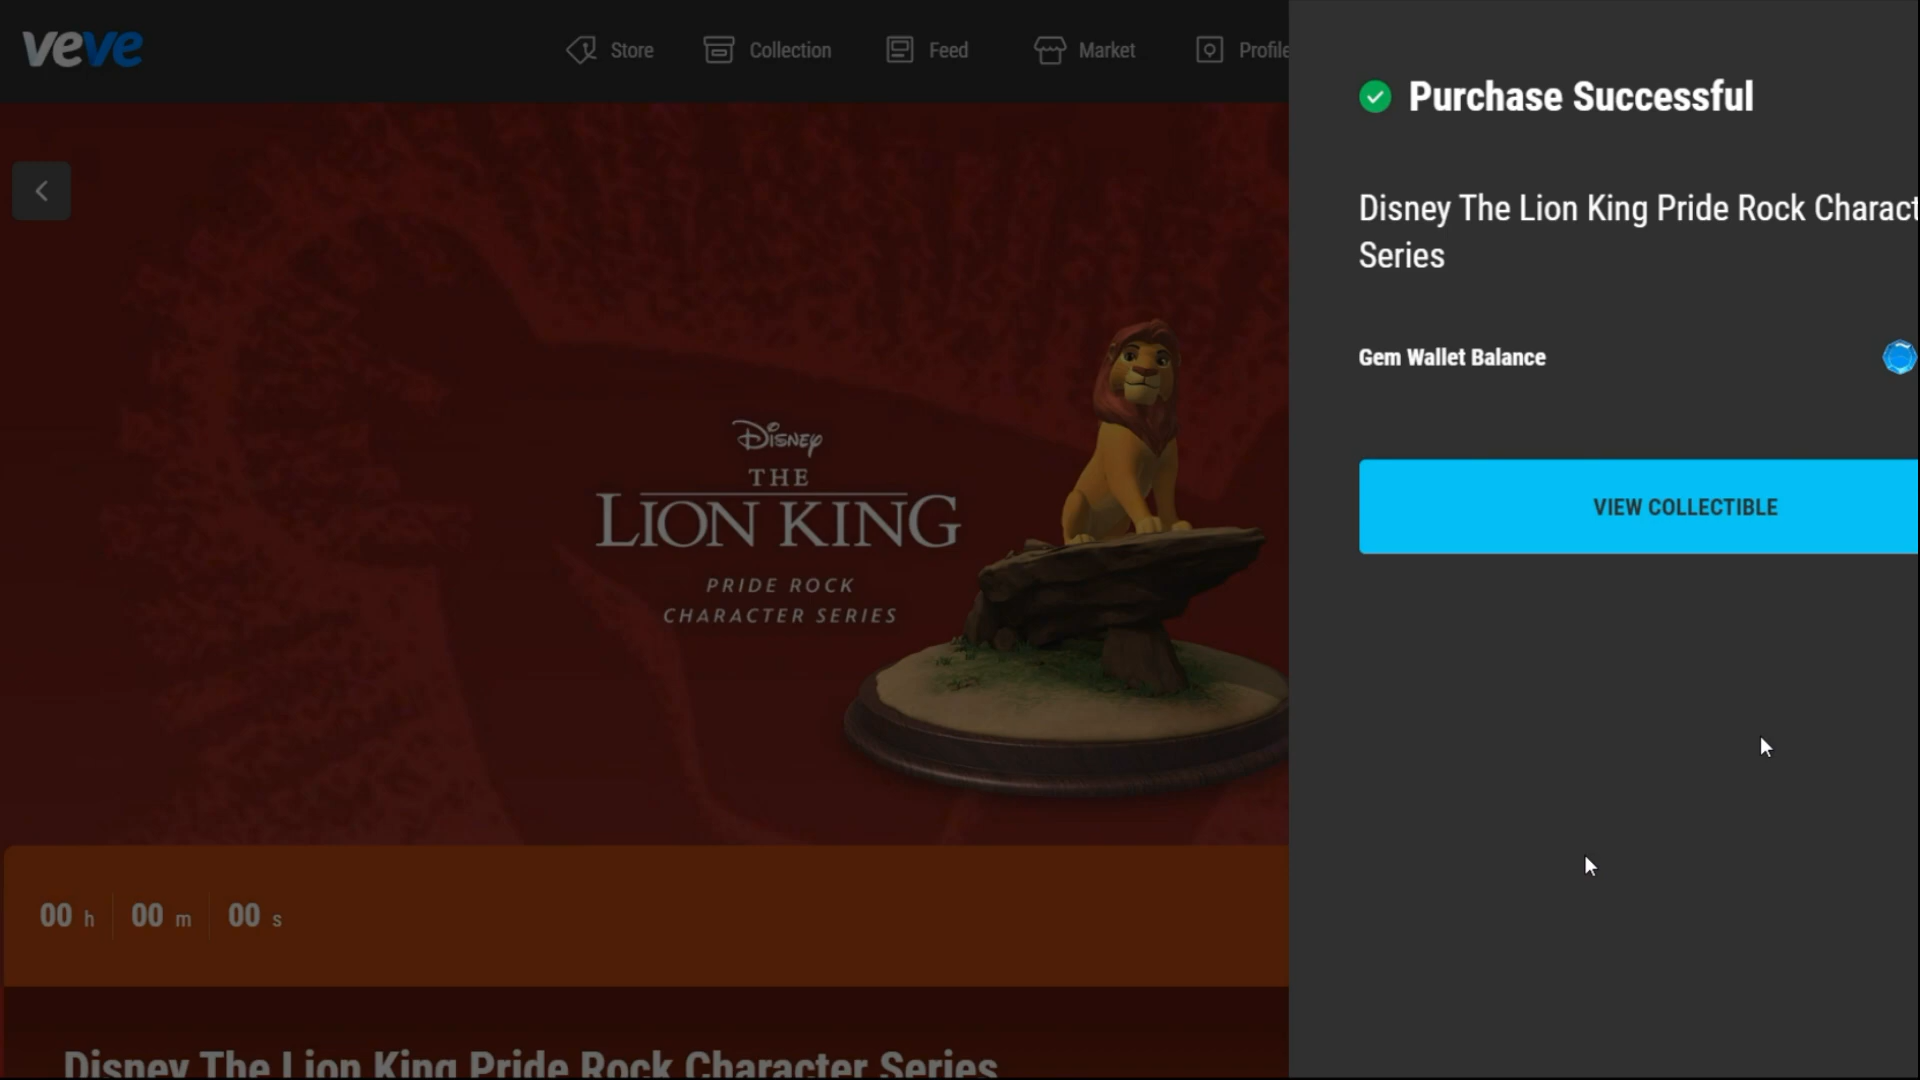 veve
Store
Collection
Feed
Market
Profile
Purchase Successful
Disney The Lion King Pride Rock Charact
Series
Gem Wallet Balance
VIEW COLLECTIBLE
Disney
THE
LION KING
PRIDE ROCK
CHARACTER SERIES
00 h 00 m 00 s
Disney The Lion King Pride Rock Character Series